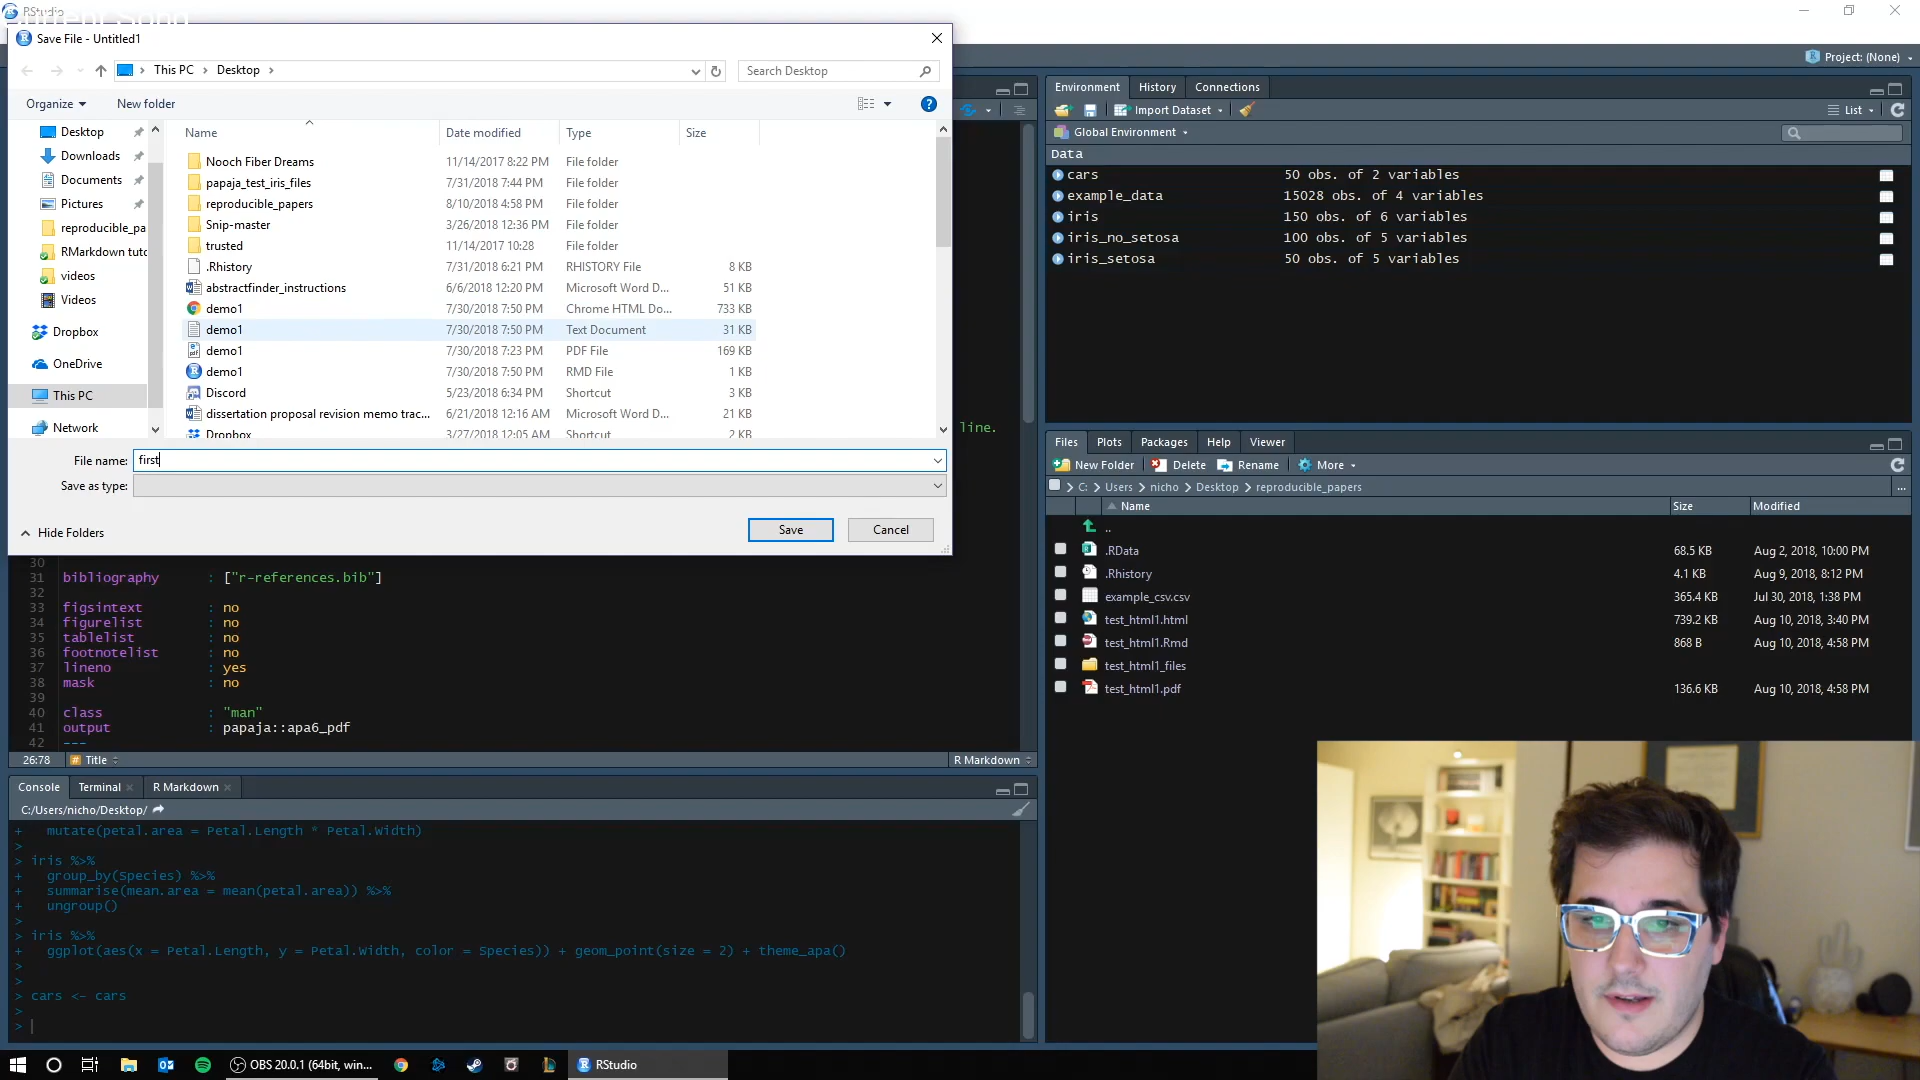 RStudio
Save File - Untitled1
This PC
Desktop
Search Desktop
Organize
New folder
Desktop
Downloads
Documents
Pictures
reproducible_pa
RMarkdown tuto
videos
Videos
Dropbox
OneDrive
This PC
Network
Name Date modified Type Size
Nooch Fiber Dreams 11/14/2017 8:22 PM File folder
papaja_test_iris_files 7/31/2018 7:44 PM File folder
reproducible_papers 8/10/2018 4:58 PM File folder
Snip-master 3/26/2018 12:36 PM File folder
trusted 11/14/2017 10:28 File folder
.Rhistory 7/31/2018 6:21 PM RHISTORY File 8 KB
abstractfinder_instructions 6/6/2018 12:20 PM Microsoft Word D... 51 KB
demo1 7/30/2018 7:50 PM Chrome HTML Do... 733 KB
demo1 7/30/2018 7:50 PM Text Document 31 KB
demo1 7/30/2018 7:23 PM PDF File 169 KB
demo1 7/30/2018 7:50 PM RMD File 1 KB
Discord 5/23/2018 6:34 PM Shortcut 3 KB
dissertation proposal revision memo trac... 6/21/2018 12:16 AM Microsoft Word D... 21 KB
Dropbox 3/27/2018 12:05 AM Shortcut 2 KB
File name: first
Save as type:
Hide Folders
Save
Cancel
line.
30
31 bibliography : ["r-references.bib"]
32
33 figsintext : no
34 figurelist : no
35 tablelist : no
36 footnotelist : no
37 lineno : yes
38 mask : no
39
40 class : "man"
41 output : papaja::apa6_pdf
42 ---
26:78 # Title R Markdown
Console Terminal R Markdown
C:/Users/nicho/Desktop/
+ mutate(petal.area = Petal.Length * Petal.Width)
>
> iris %>%
+ group_by(Species) %>%
+ summarise(mean.area = mean(petal.area)) %>%
+ ungroup()
>
> iris %>%
+ ggplot(aes(x = Petal.Length, y = Petal.Width, color = Species)) + geom_point(size = 2) + theme_apa()
>
>
> cars <- cars
>
>
Project: (None)
Environment History Connections
Import Dataset List
Global Environment
Data
cars 50 obs. of 2 variables
example_data 15028 obs. of 4 variables
iris 150 obs. of 6 variables
iris_no_setosa 100 obs. of 5 variables
iris_setosa 50 obs. of 5 variables
Files Plots Packages Help Viewer
New Folder Delete Rename More
C: Users nicho Desktop reproducible_papers ...
Name Size Modified
..
.RData 68.5 KB Aug 2, 2018, 10:00 PM
.Rhistory 4.1 KB Aug 9, 2018, 8:12 PM
example_csv.csv 365.4 KB Jul 30, 2018, 1:38 PM
test_html1.html 739.2 KB Aug 10, 2018, 3:40 PM
test_html1.Rmd 868 B Aug 10, 2018, 4:58 PM
test_html1_files
test_html1.pdf 136.6 KB Aug 10, 2018, 4:58 PM
OBS 20.0.1 (64bit, win...
RStudio